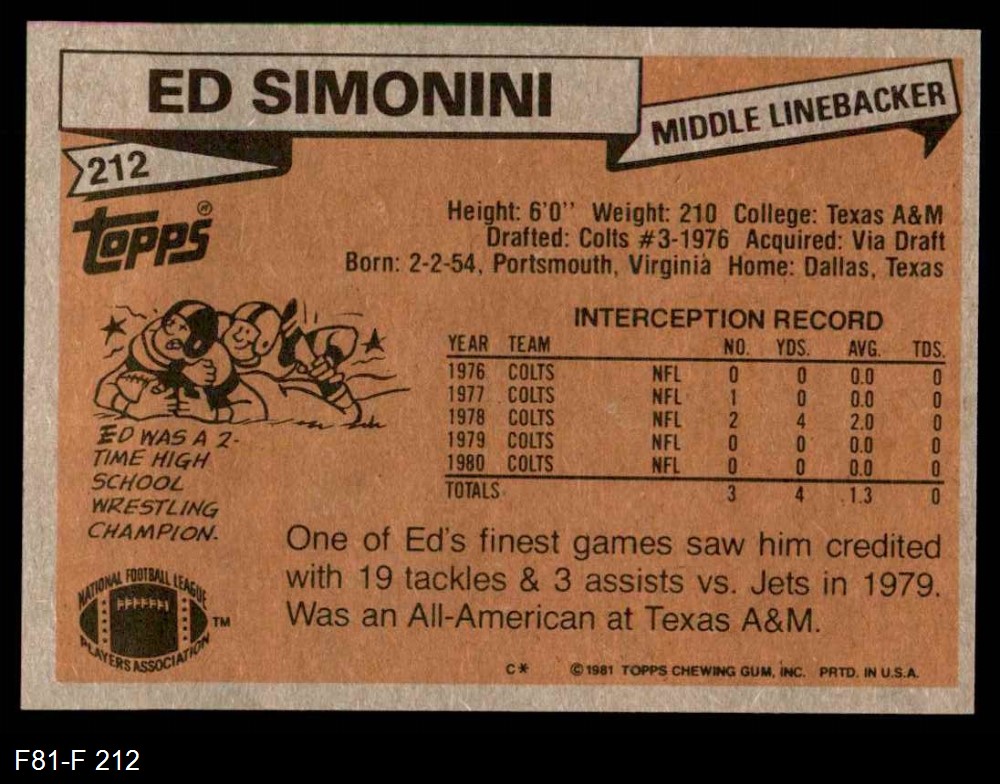 ED SIMONINI
MIDDLE LINEBACKER
212
Topps®
Height: 6'0'' Weight: 210 College: Texas A&M
Drafted: Colts #3-1976 Acquired: Via Draft
Born: 2-2-54, Portsmouth, Virginia Home: Dallas, Texas
INTERCEPTION RECORD
YEAR TEAM NO. YDS. AVG. TDS.
1976 COLTS NFL 0 0 0.0 0
1977 COLTS NFL 1 0 0.0 0
1978 COLTS NFL 2 4 2.0 0
1979 COLTS NFL 0 0 0.0 0
1980 COLTS NFL 0 0 0.0 0
TOTALS 3 4 1.3 0
ED WAS A 2-
TIME HIGH
SCHOOL
WRESTLING
CHAMPION.
One of Ed's finest games saw him credited
with 19 tackles & 3 assists vs. Jets in 1979.
Was an All-American at Texas A&M.
NATIONAL FOOTBALL LEAGUE
PLAYERS ASSOCIATION
TM
C* ©1981 TOPPS CHEWING GUM, INC. PRTD. IN U.S.A.
F81-F 212